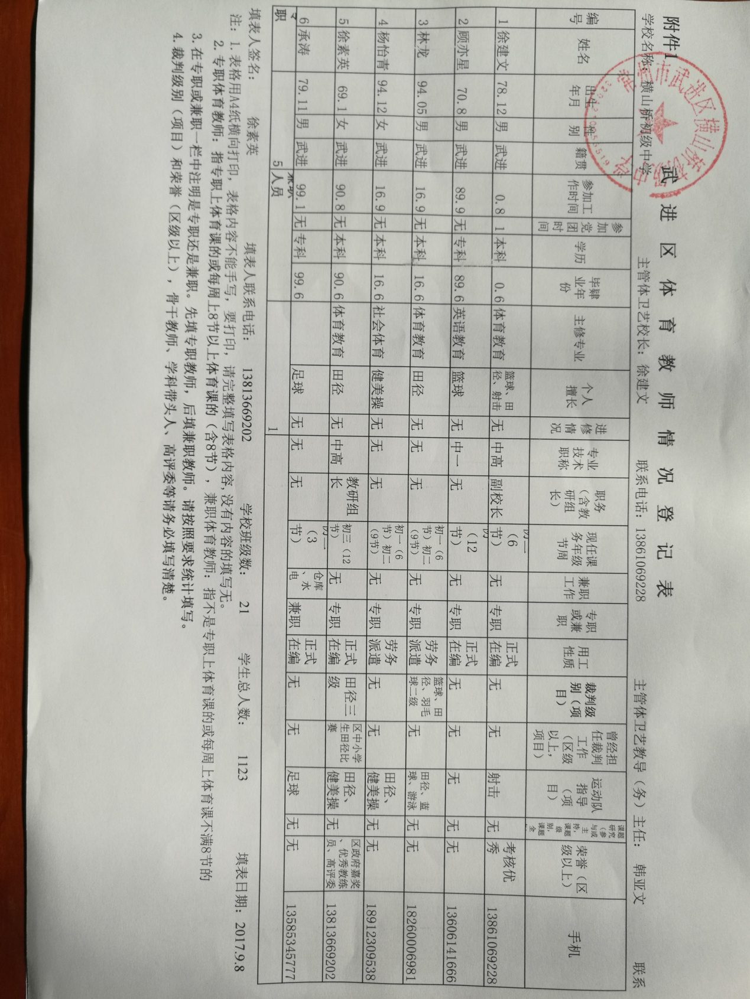 附件1 武进区体育教师情况登记表
学校名称：横山桥初级中学 主管体卫艺校长：徐建文 联系电话：13861069228 主管体卫艺教导（务）主任： 韩亚文 联系
编号 姓名 出生年月 性别 籍贯 参加工作时间 参加党团时间 学历 毕肄业年份 主修专业 个人擅长 进修情况 专业技术职称 职务（含教研组长） 现任课务年级节周 兼职工作 专职或兼职 用工性质 裁判级别（项目） 曾经担任裁判工作（区级以上，项目） 运动队指导（项目） 课题研究（参与或主持，课题级别，课题全 荣誉（区级以上） 手机
1 徐建文 78.12 男 武进 0.8 1 本科 0.6 体育教育 篮球、田径、射击 无 中高 副校长 初二（6节） 无 专职 正式在编 无 无 射击 无 考核优秀 13861069228
2 顾亦星 70.8 男 武进 89.9 无 专科 89.6 英语教育 篮球 无 中一 无 （12节） 无 专职 正式在编 无 无 无 无 无 13606141666
3 林龙 94.05 男 武进 16.9 无 本科 16.6 体育教育 田径 无 无 无 初一（6节）初二（9节） 无 专职 劳务派遣 篮球、田径、羽毛球二级 无 田径、蓝球、游泳 无 无 18260006981
4 杨怡青 94.12 女 武进 16.9 无 本科 16.6 社会体育 健美操 无 无 无 初一（6节）初二（9节） 无 专职 劳务派遣 无 无 田径、健美操 无 无 18912309538
5 徐素英 69.1 女 武进 90.8 无 本科 90.6 体育教育 田径 无 中高 教研组长 初三（12节） 无 专职 正式在编 田径三级 区中小学生田径比赛 田径、健美操 无 区政府嘉奖、优秀教练员、高评委 13813669202
6 承涛 79.11 男 武进 99.1 无 专科 99.6 足球 无 无 无 初二（3节） 仓库、水电 兼职 正式在编 无 无 足球 无 无 13585345777
专职 5 兼职人员 1
填表人签名： 徐素英 填表人联系电话： 13813669202 学校班级数： 21 学生总人数： 1123 填表日期：2017.9.8
注：1.表格用A4纸横向打印，表格内容不能手写，要打印，请完整填写表格内容,没有内容的填写无。
2.专职体育教师：指专职上体育课的或每周上8节以上体育课的（含8节），兼职体育教师：指不是专职上体育课的或每周上体育课不满8节的
3.在专职或兼职一栏中注明是专职还是兼职。先填专职教师，后填兼职教师。请按照要求统计填写。
4.裁判级别（项目）和荣誉（区级以上），骨干教师、学科带头人、高评委等请务必填写清楚。